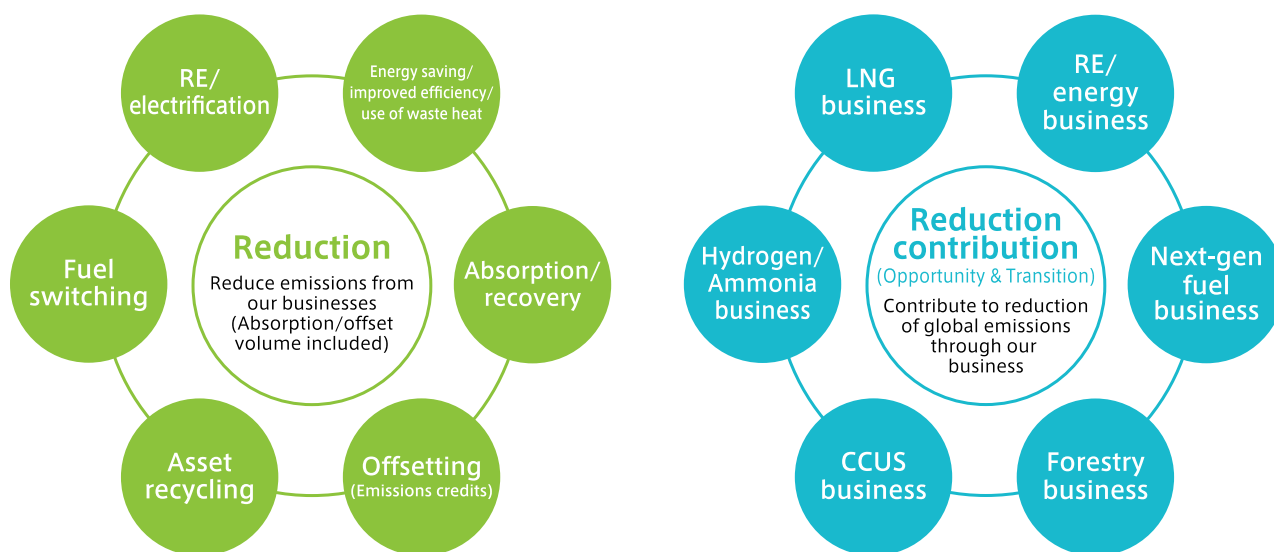 RE/
electrification
Energy saving/
improved efficiency/
use of waste heat
Fuel
switching
Reduction
Reduce emissions from
our businesses
(Absorption/offset
volume included)
Absorption/
recovery
Asset
recycling
Offsetting
(Emissions credits)
LNG
business
RE/
energy
business
Hydrogen/
Ammonia
business
Reduction
contribution
(Opportunity & Transition)
Contribute to reduction
of global emissions
through our
business
Next-gen
fuel
business
CCUS
business
Forestry
business